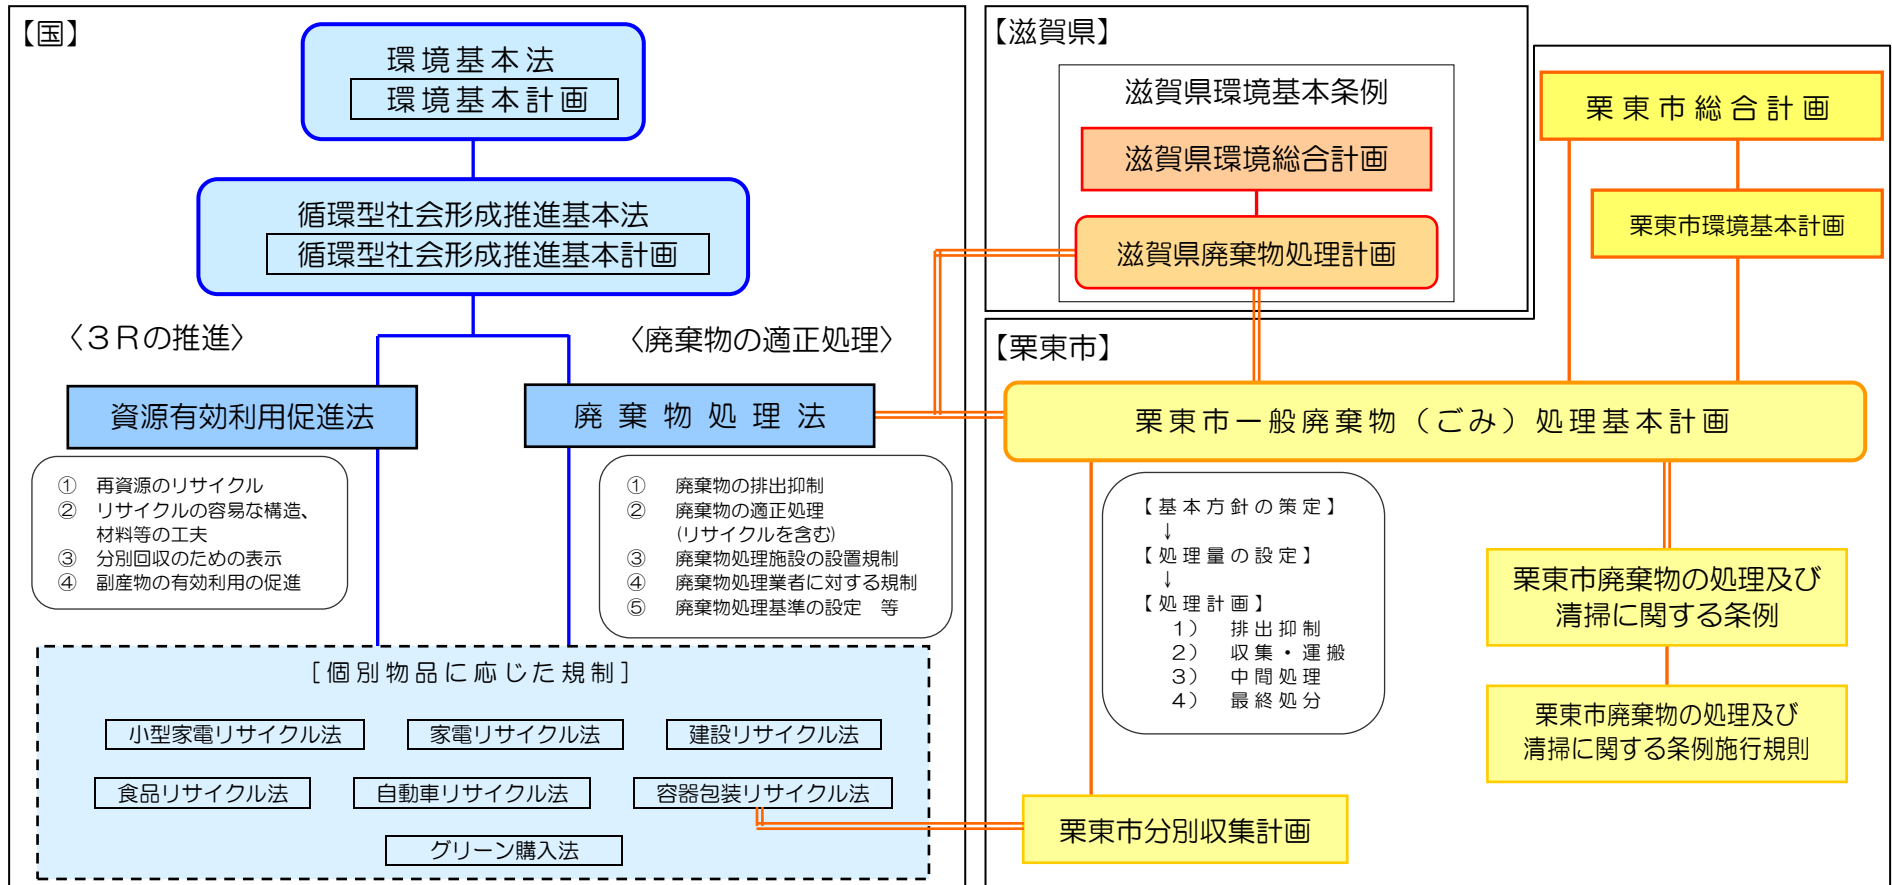 【国】
環境基本法
環境基本計画
循環型社会形成推進基本法
循環型社会形成推進基本計画
〈３Ｒの推進〉
〈廃棄物の適正処理〉
資源有効利用促進法
廃棄物処理法
① 再資源のリサイクル
② リサイクルの容易な構造、
材料等の工夫
③ 分別回収のための表示
④ 副産物の有効利用の促進
① 廃棄物の排出抑制
② 廃棄物の適正処理
(リサイクルを含む)
③ 廃棄物処理施設の設置規制
④ 廃棄物処理業者に対する規制
⑤ 廃棄物処理基準の設定　等
［個別物品に応じた規制］
小型家電リサイクル法
家電リサイクル法
建設リサイクル法
食品リサイクル法
自動車リサイクル法
容器包装リサイクル法
グリーン購入法
【滋賀県】
滋賀県環境基本条例
滋賀県環境総合計画
滋賀県廃棄物処理計画
【栗東市】
栗東市総合計画
栗東市環境基本計画
栗東市一般廃棄物（ごみ）処理基本計画
【基本方針の策定】
↓
【処理量の設定】
↓
【処理計画】
１） 排出抑制
２） 収集・運搬
３） 中間処理
４） 最終処分
栗東市廃棄物の処理及び
清掃に関する条例
栗東市廃棄物の処理及び
清掃に関する条例施行規則
栗東市分別収集計画